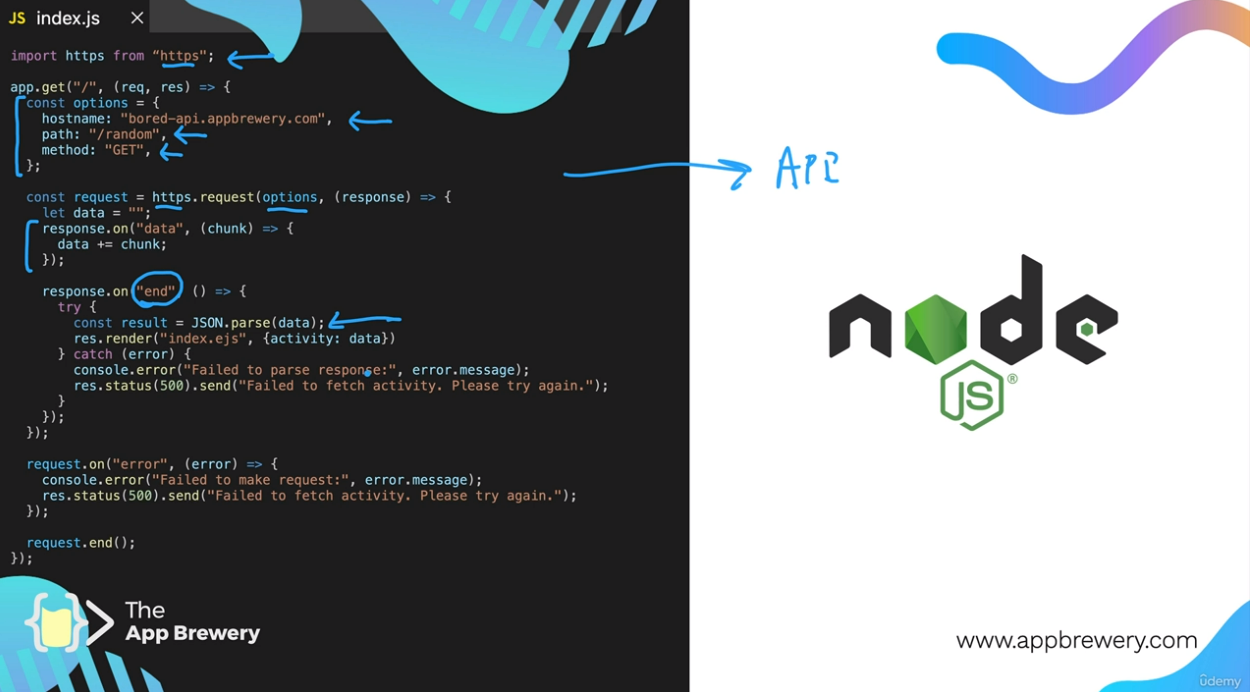 JS index.js ×
import https from “https";
app.get("/", (req, res) => {
const options = {
hostname: "bored-api.appbrewery.com",
path: "/random",
method: "GET",
};
const request = https.request(options, (response) => {
let data = "";
response.on("data", (chunk) => {
data += chunk;
});
response.on("end", () => {
try {
const result = JSON.parse(data);
res.render("index.ejs", {activity: data})
} catch (error) {
console.error("Failed to parse response:", error.message);
res.status(500).send("Failed to fetch activity. Please try again.");
}
});
});
request.on("error", (error) => {
console.error("Failed to make request:", error.message);
res.status(500).send("Failed to fetch activity. Please try again.");
});
request.end();
});
The
App Brewery
API
node
JS®
www.appbrewery.com
ûdemy